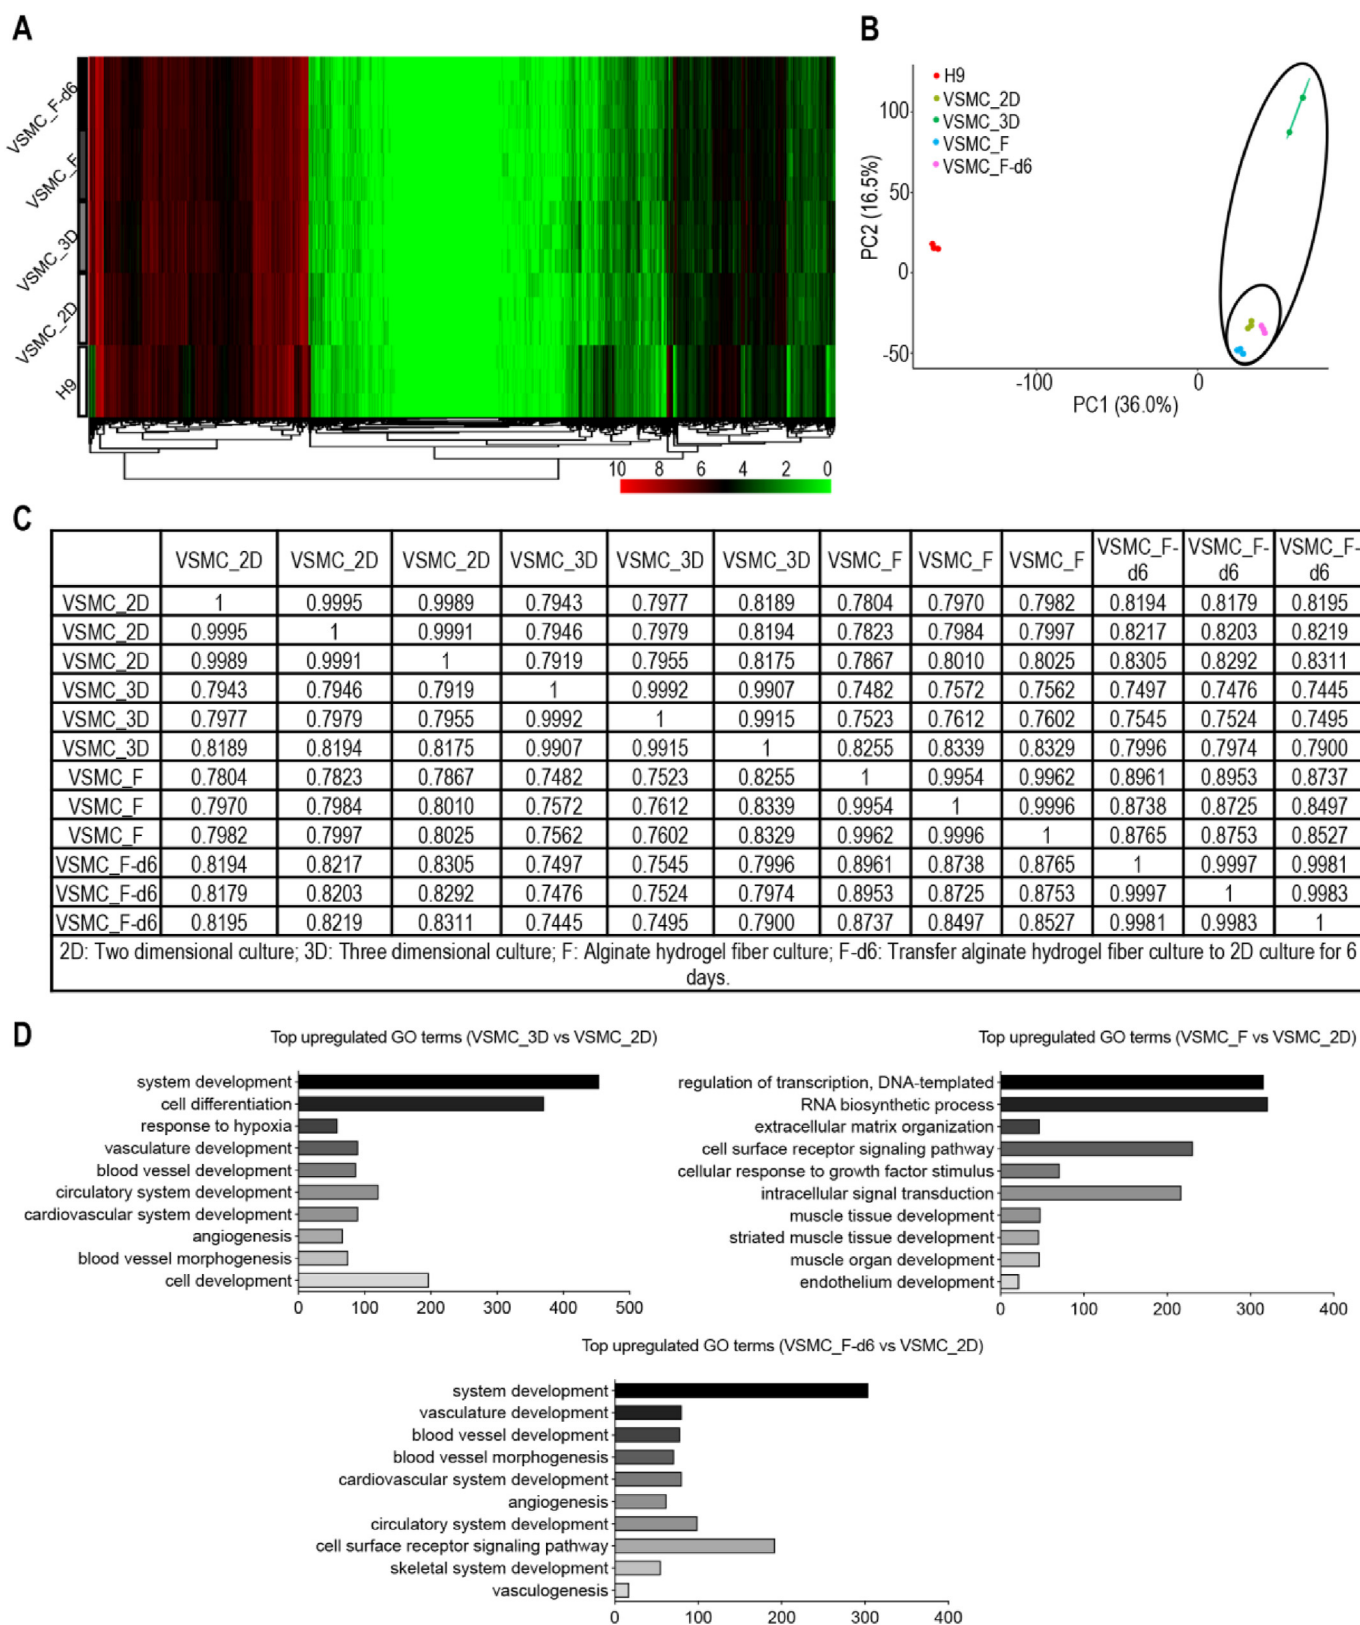 A
VSMC_F-d6
VSMC_F
VSMC_3D
VSMC_2D
H9
10 8 6 4 2 0
B
H9
VSMC_2D
VSMC_3D
VSMC_F
VSMC_F-d6
PC2 (16.5%)
100
50
0
-50
-100 0
PC1 (36.0%)
C
VSMC_2D VSMC_2D VSMC_2D VSMC_3D VSMC_3D VSMC_3D VSMC_F VSMC_F VSMC_F VSMC_F-d6 VSMC_F-d6 VSMC_F-d6
VSMC_2D 1 0.9995 0.9989 0.7943 0.7977 0.8189 0.7804 0.7970 0.7982 0.8194 0.8179 0.8195
VSMC_2D 0.9995 1 0.9991 0.7946 0.7979 0.8194 0.7823 0.7984 0.7997 0.8217 0.8203 0.8219
VSMC_2D 0.9989 0.9991 1 0.7919 0.7955 0.8175 0.7867 0.8010 0.8025 0.8305 0.8292 0.8311
VSMC_3D 0.7943 0.7946 0.7919 1 0.9992 0.9907 0.7482 0.7572 0.7562 0.7497 0.7476 0.7445
VSMC_3D 0.7977 0.7979 0.7955 0.9992 1 0.9915 0.7523 0.7612 0.7602 0.7545 0.7524 0.7495
VSMC_3D 0.8189 0.8194 0.8175 0.9907 0.9915 1 0.8255 0.8339 0.8329 0.7996 0.7974 0.7900
VSMC_F 0.7804 0.7823 0.7867 0.7482 0.7523 0.8255 1 0.9954 0.9962 0.8961 0.8953 0.8737
VSMC_F 0.7970 0.7984 0.8010 0.7572 0.7612 0.8339 0.9954 1 0.9996 0.8738 0.8725 0.8497
VSMC_F 0.7982 0.7997 0.8025 0.7562 0.7602 0.8329 0.9962 0.9996 1 0.8765 0.8753 0.8527
VSMC_F-d6 0.8194 0.8217 0.8305 0.7497 0.7545 0.7996 0.8961 0.8738 0.8765 1 0.9997 0.9981
VSMC_F-d6 0.8179 0.8203 0.8292 0.7476 0.7524 0.7974 0.8953 0.8725 0.8753 0.9997 1 0.9983
VSMC_F-d6 0.8195 0.8219 0.8311 0.7445 0.7495 0.7900 0.8737 0.8497 0.8527 0.9981 0.9983 1
2D: Two dimensional culture; 3D: Three dimensional culture; F: Alginate hydrogel fiber culture; F-d6: Transfer alginate hydrogel fiber culture to 2D culture for 6
days.
D
Top upregulated GO terms (VSMC_3D vs VSMC_2D)
system development
cell differentiation
response to hypoxia
vasculature development
blood vessel development
circulatory system development
cardiovascular system development
angiogenesis
blood vessel morphogenesis
cell development
0 100 200 300 400 500
Top upregulated GO terms (VSMC_F vs VSMC_2D)
regulation of transcription, DNA-templated
RNA biosynthetic process
extracellular matrix organization
cell surface receptor signaling pathway
cellular response to growth factor stimulus
intracellular signal transduction
muscle tissue development
striated muscle tissue development
muscle organ development
endothelium development
0 100 200 300 400
Top upregulated GO terms (VSMC_F-d6 vs VSMC_2D)
system development
vasculature development
blood vessel development
blood vessel morphogenesis
cardiovascular system development
angiogenesis
circulatory system development
cell surface receptor signaling pathway
skeletal system development
vasculogenesis
0 100 200 300 400